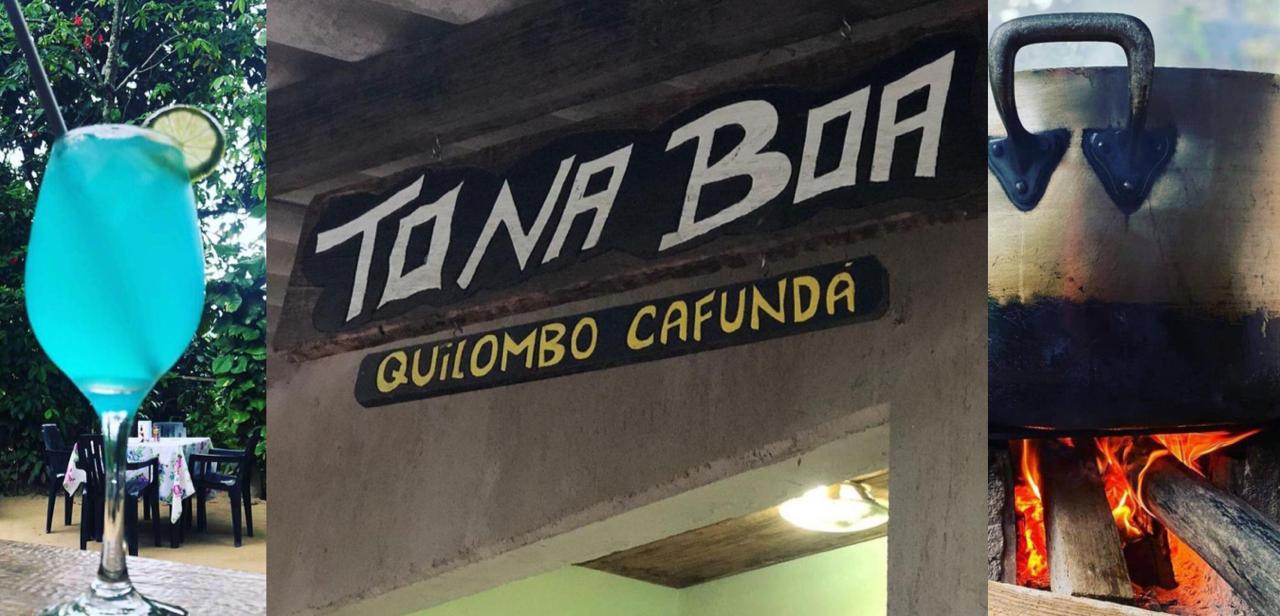 TO NA BOA
QUILOMBO CAFUNDÁ